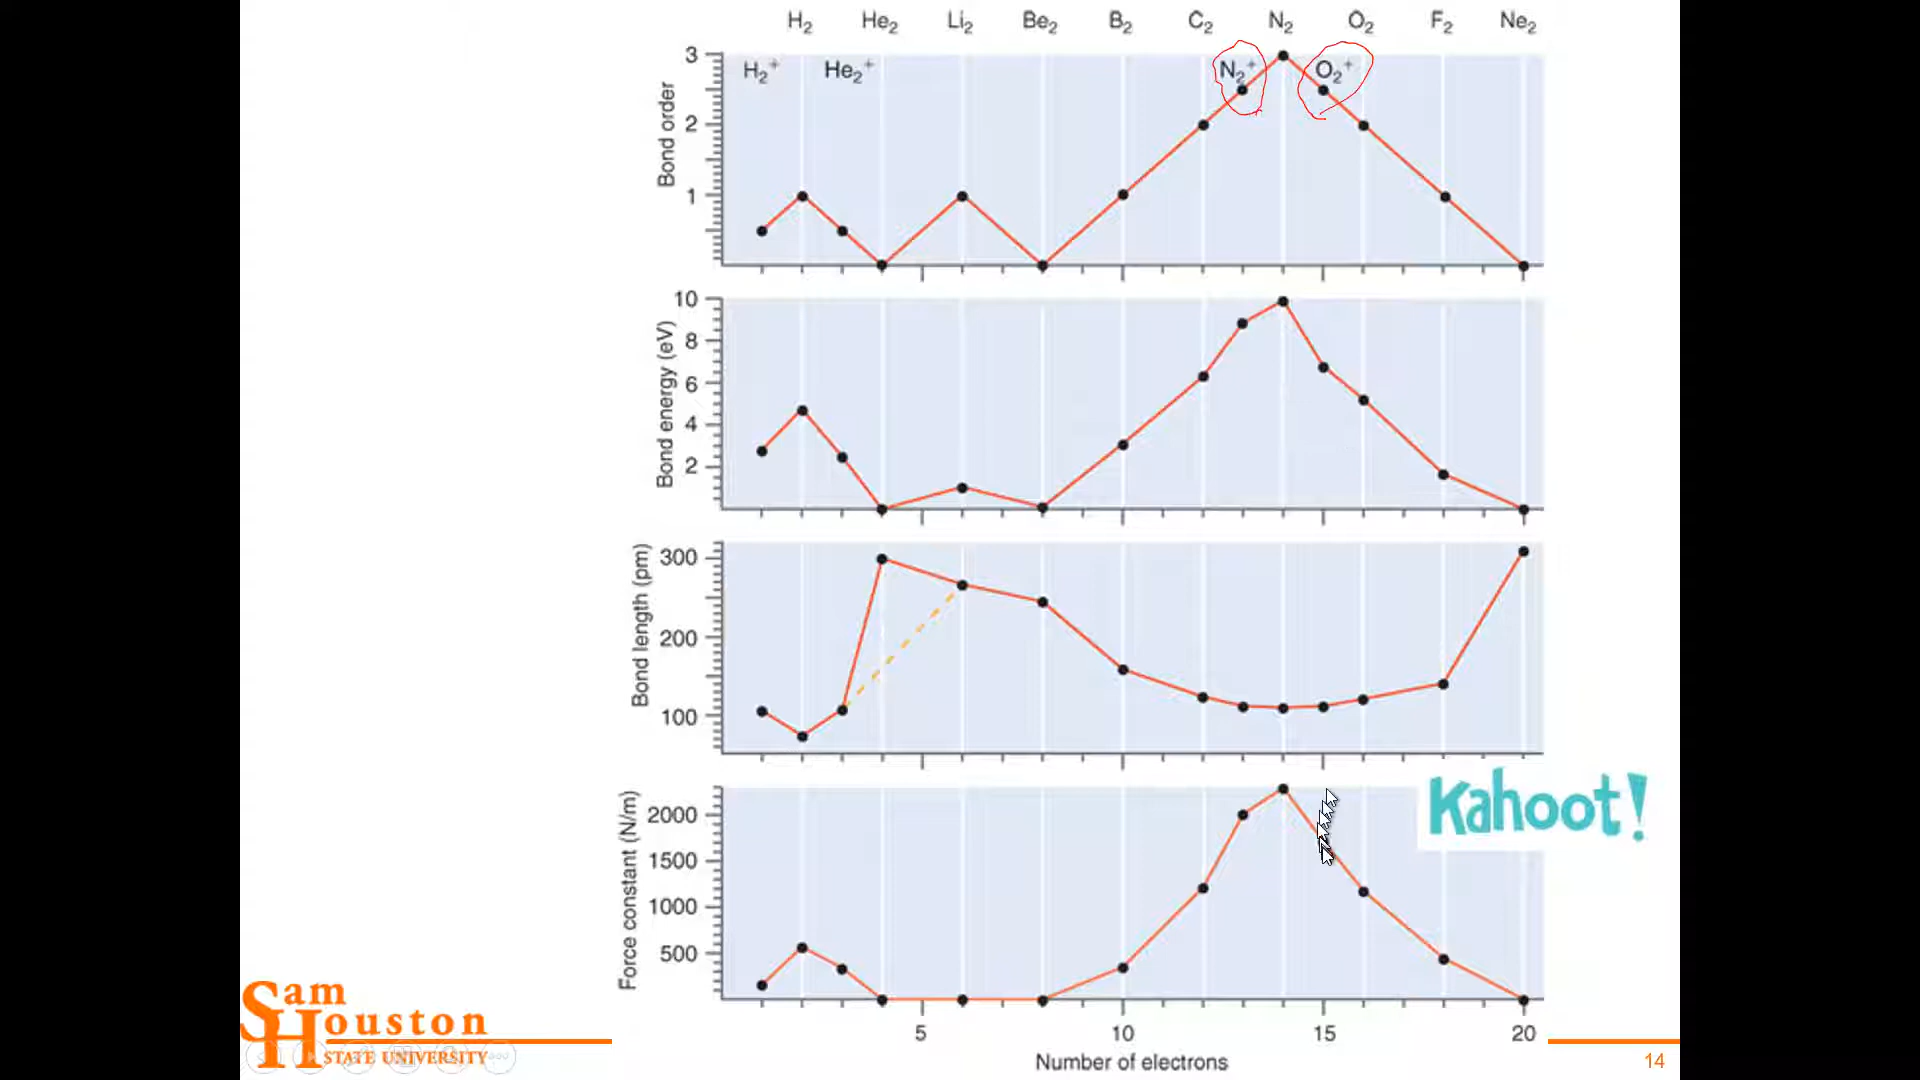 H₂ He₂ Li₂ Be₂ B₂ C₂ N₂ O₂ F₂ Ne₂
H₂⁺ He₂⁺ N₂⁺ O₂⁺
Bond order
3
2
1
Bond energy (eV)
10
8
6
4
2
Bond length (pm)
300
200
100
Force constant (N/m)
2000
1500
1000
500
5 10 15 20
Number of electrons
Kahoot!
Sam
Houston
STATE UNIVERSITY
14